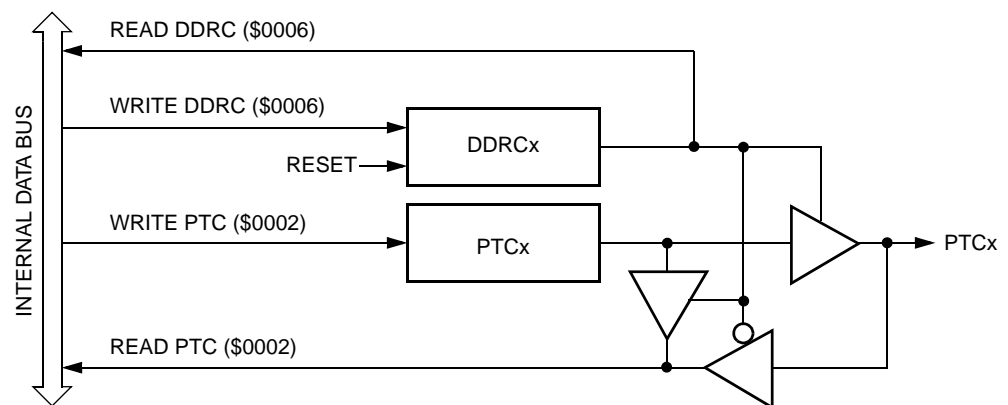 READ DDRC ($0006)
WRITE DDRC ($0006)
DDRCx
RESET
INTERNAL DATA BUS
WRITE PTC ($0002)
PTCx
PTCx
READ PTC ($0002)